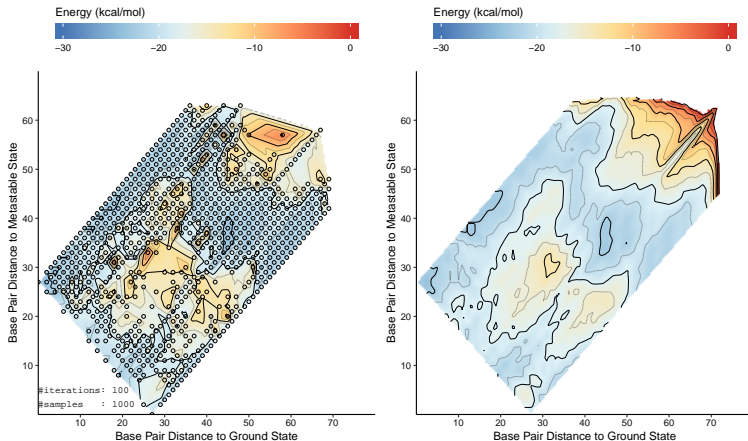 Energy (kcal/mol)
−30 −20 −10 0
Base Pair Distance to Metastable State
60
50
40
30
20
10
#iterations: 100
#samples : 1000
10 20 30 40 50 60 70
Base Pair Distance to Ground State
Energy (kcal/mol)
−30 −20 −10 0
Base Pair Distance to Metastable State
60
50
40
30
20
10
10 20 30 40 50 60 70
Base Pair Distance to Ground State